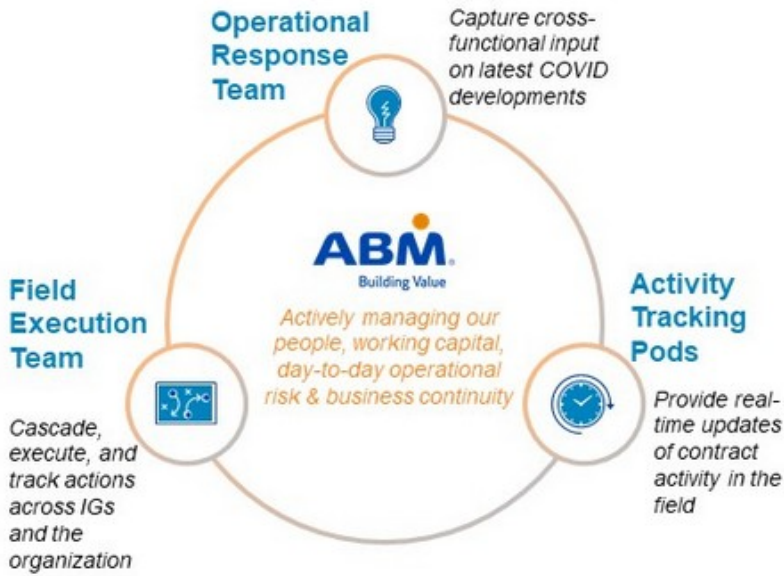 Operational
Response
Team
Capture cross-
functional input
on latest COVID
developments
ABM.
Building Value
Actively managing our
people, working capital,
day-to-day operational
risk & business continuity
Field
Execution
Team
Cascade,
execute, and
track actions
across IGs
and the
organization
Activity
Tracking
Pods
Provide real-
time updates
of contract
activity in the
field